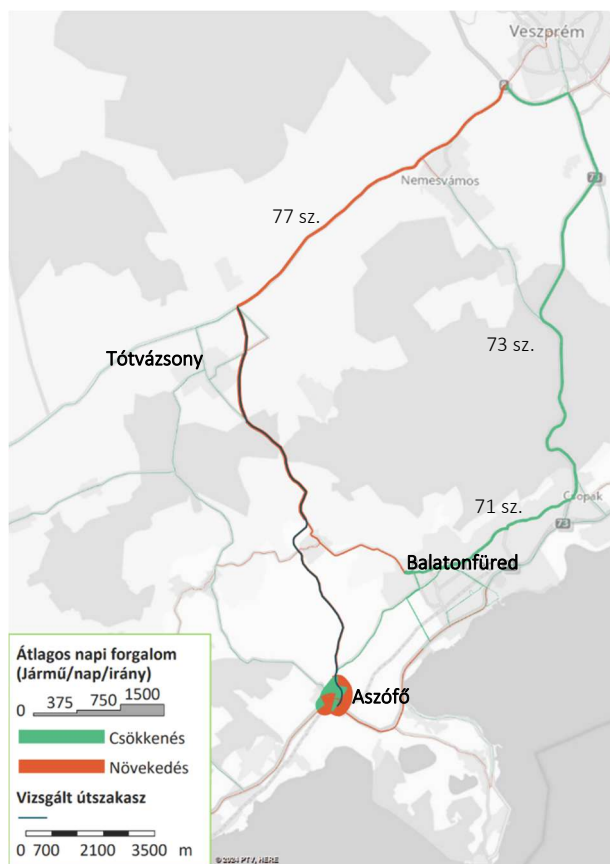 Veszprém
Nemesvámos
73
77 sz.
73 sz.
Tótvázsony
71 sz.
Csopak
73
Balatonfüred
Aszófő
Átlagos napi forgalom
(Jármű/nap/irány)
0 375 750 1500
Csökkenés
Növekedés
Vizsgált útszakasz
0 700 2100 3500 m
© 2024 PTV, HERE